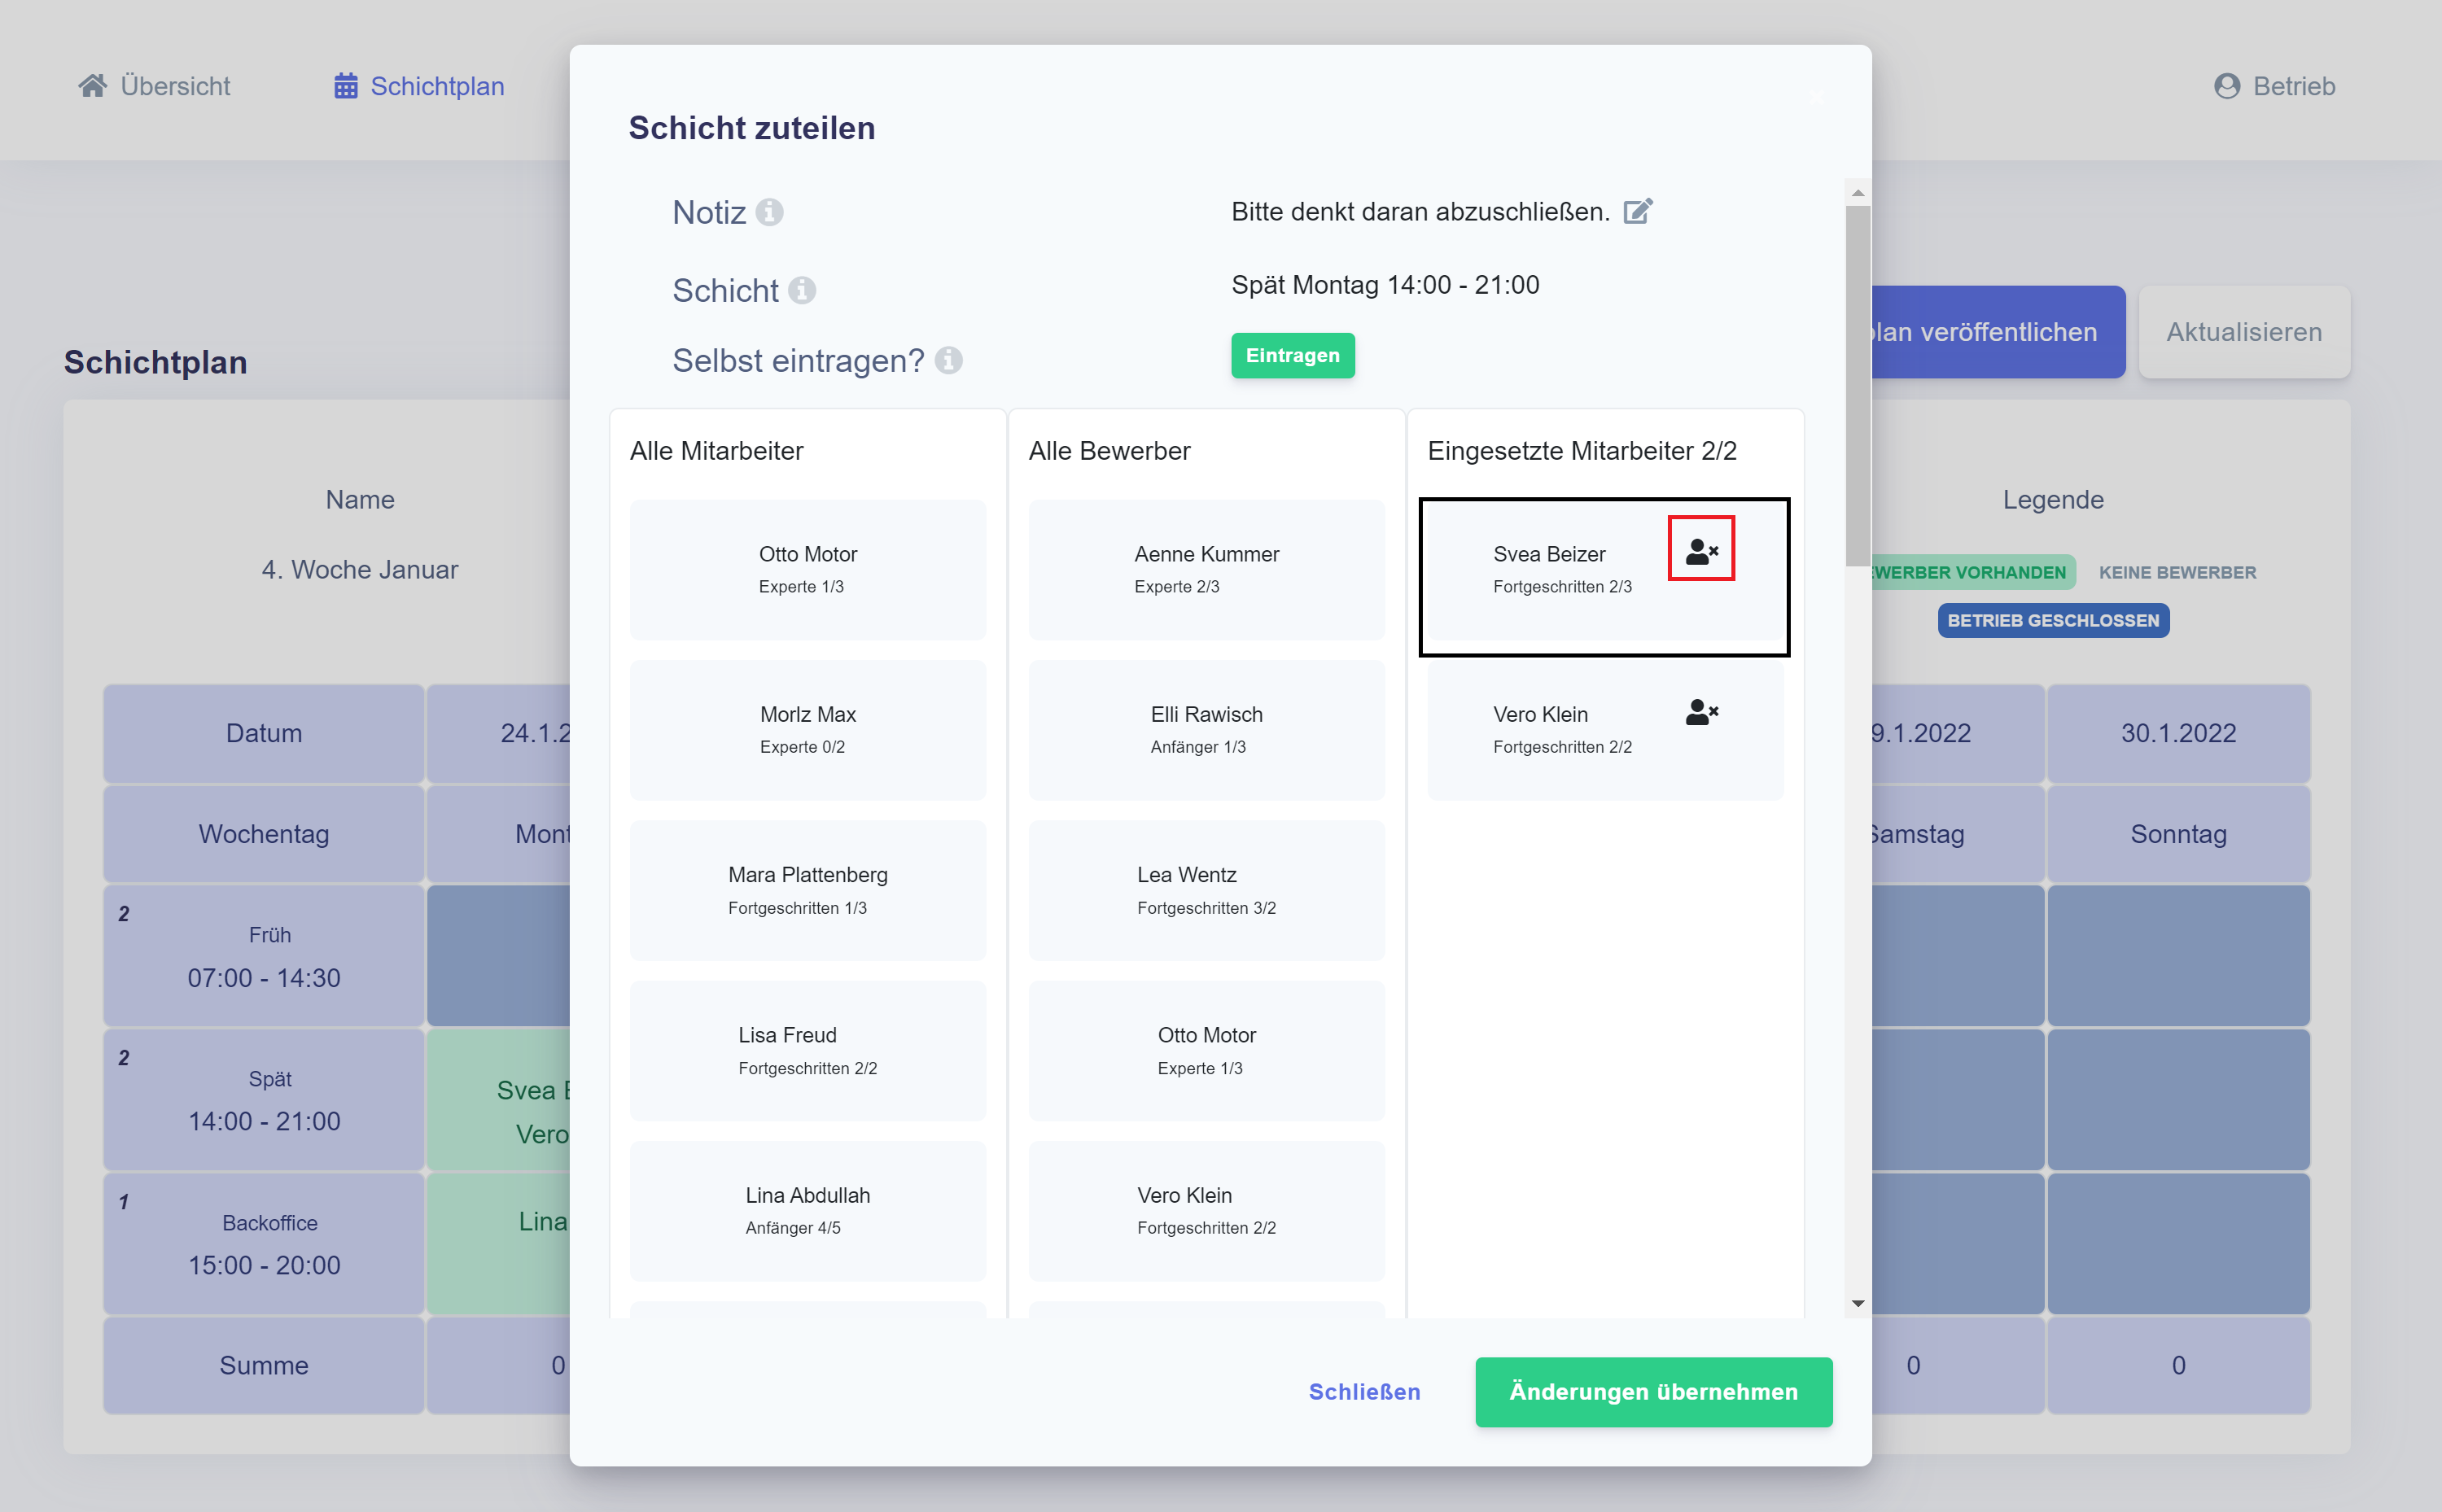 Übersicht
Schichtplan
Betrieb
Schicht zuteilen
Notiz
Bitte denkt daran abzuschließen.
Schicht
Spät Montag 14:00 - 21:00
Selbst eintragen?
Eintragen
Schichtplan
lan veröffentlichen
Aktualisieren
Alle Mitarbeiter
Otto Motor
Experte 1/3
Morlz Max
Experte 0/2
Mara Plattenberg
Fortgeschritten 1/3
Lisa Freud
Fortgeschritten 2/2
Lina Abdullah
Anfänger 4/5
Alle Bewerber
Aenne Kummer
Experte 2/3
Elli Rawisch
Anfänger 1/3
Lea Wentz
Fortgeschritten 3/2
Otto Motor
Experte 1/3
Vero Klein
Fortgeschritten 2/2
Eingesetzte Mitarbeiter 2/2
Svea Beizer
Fortgeschritten 2/3
Vero Klein
Fortgeschritten 2/2
Schließen
Änderungen übernehmen
Name
4. Woche Januar
Legende
EWERBER VORHANDEN
KEINE BEWERBER
BETRIEB GESCHLOSSEN
Datum
24.1.2
9.1.2022
30.1.2022
Wochentag
Mont
Samstag
Sonntag
2
Früh
07:00 - 14:30
2
Spät
14:00 - 21:00
Svea
Vero
1
Backoffice
15:00 - 20:00
Lina
Summe
0
0
0